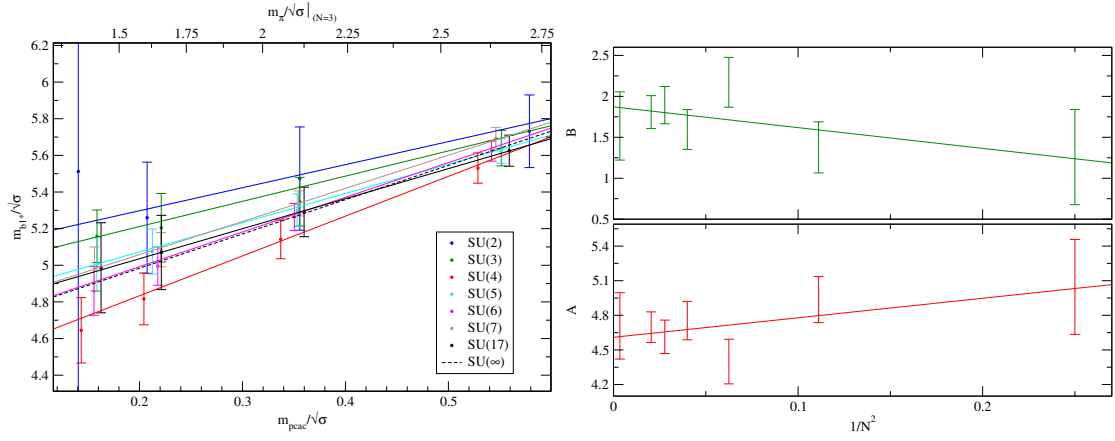 m_π/√σ|_(N=3)
1.5 1.75 2 2.25 2.5 2.75
6.2
6
5.8
5.6
5.4
5.2
5
4.8
4.6
4.4
0.2 0.3 0.4 0.5
m_pcac/√σ
SU(2)
SU(3)
SU(4)
SU(5)
SU(6)
SU(7)
SU(17)
SU(∞)
2.5
2
1.5
1
0.5
B
5.4
5.1
4.8
4.5
4.2
A
0 0.1 0.2
1/N²